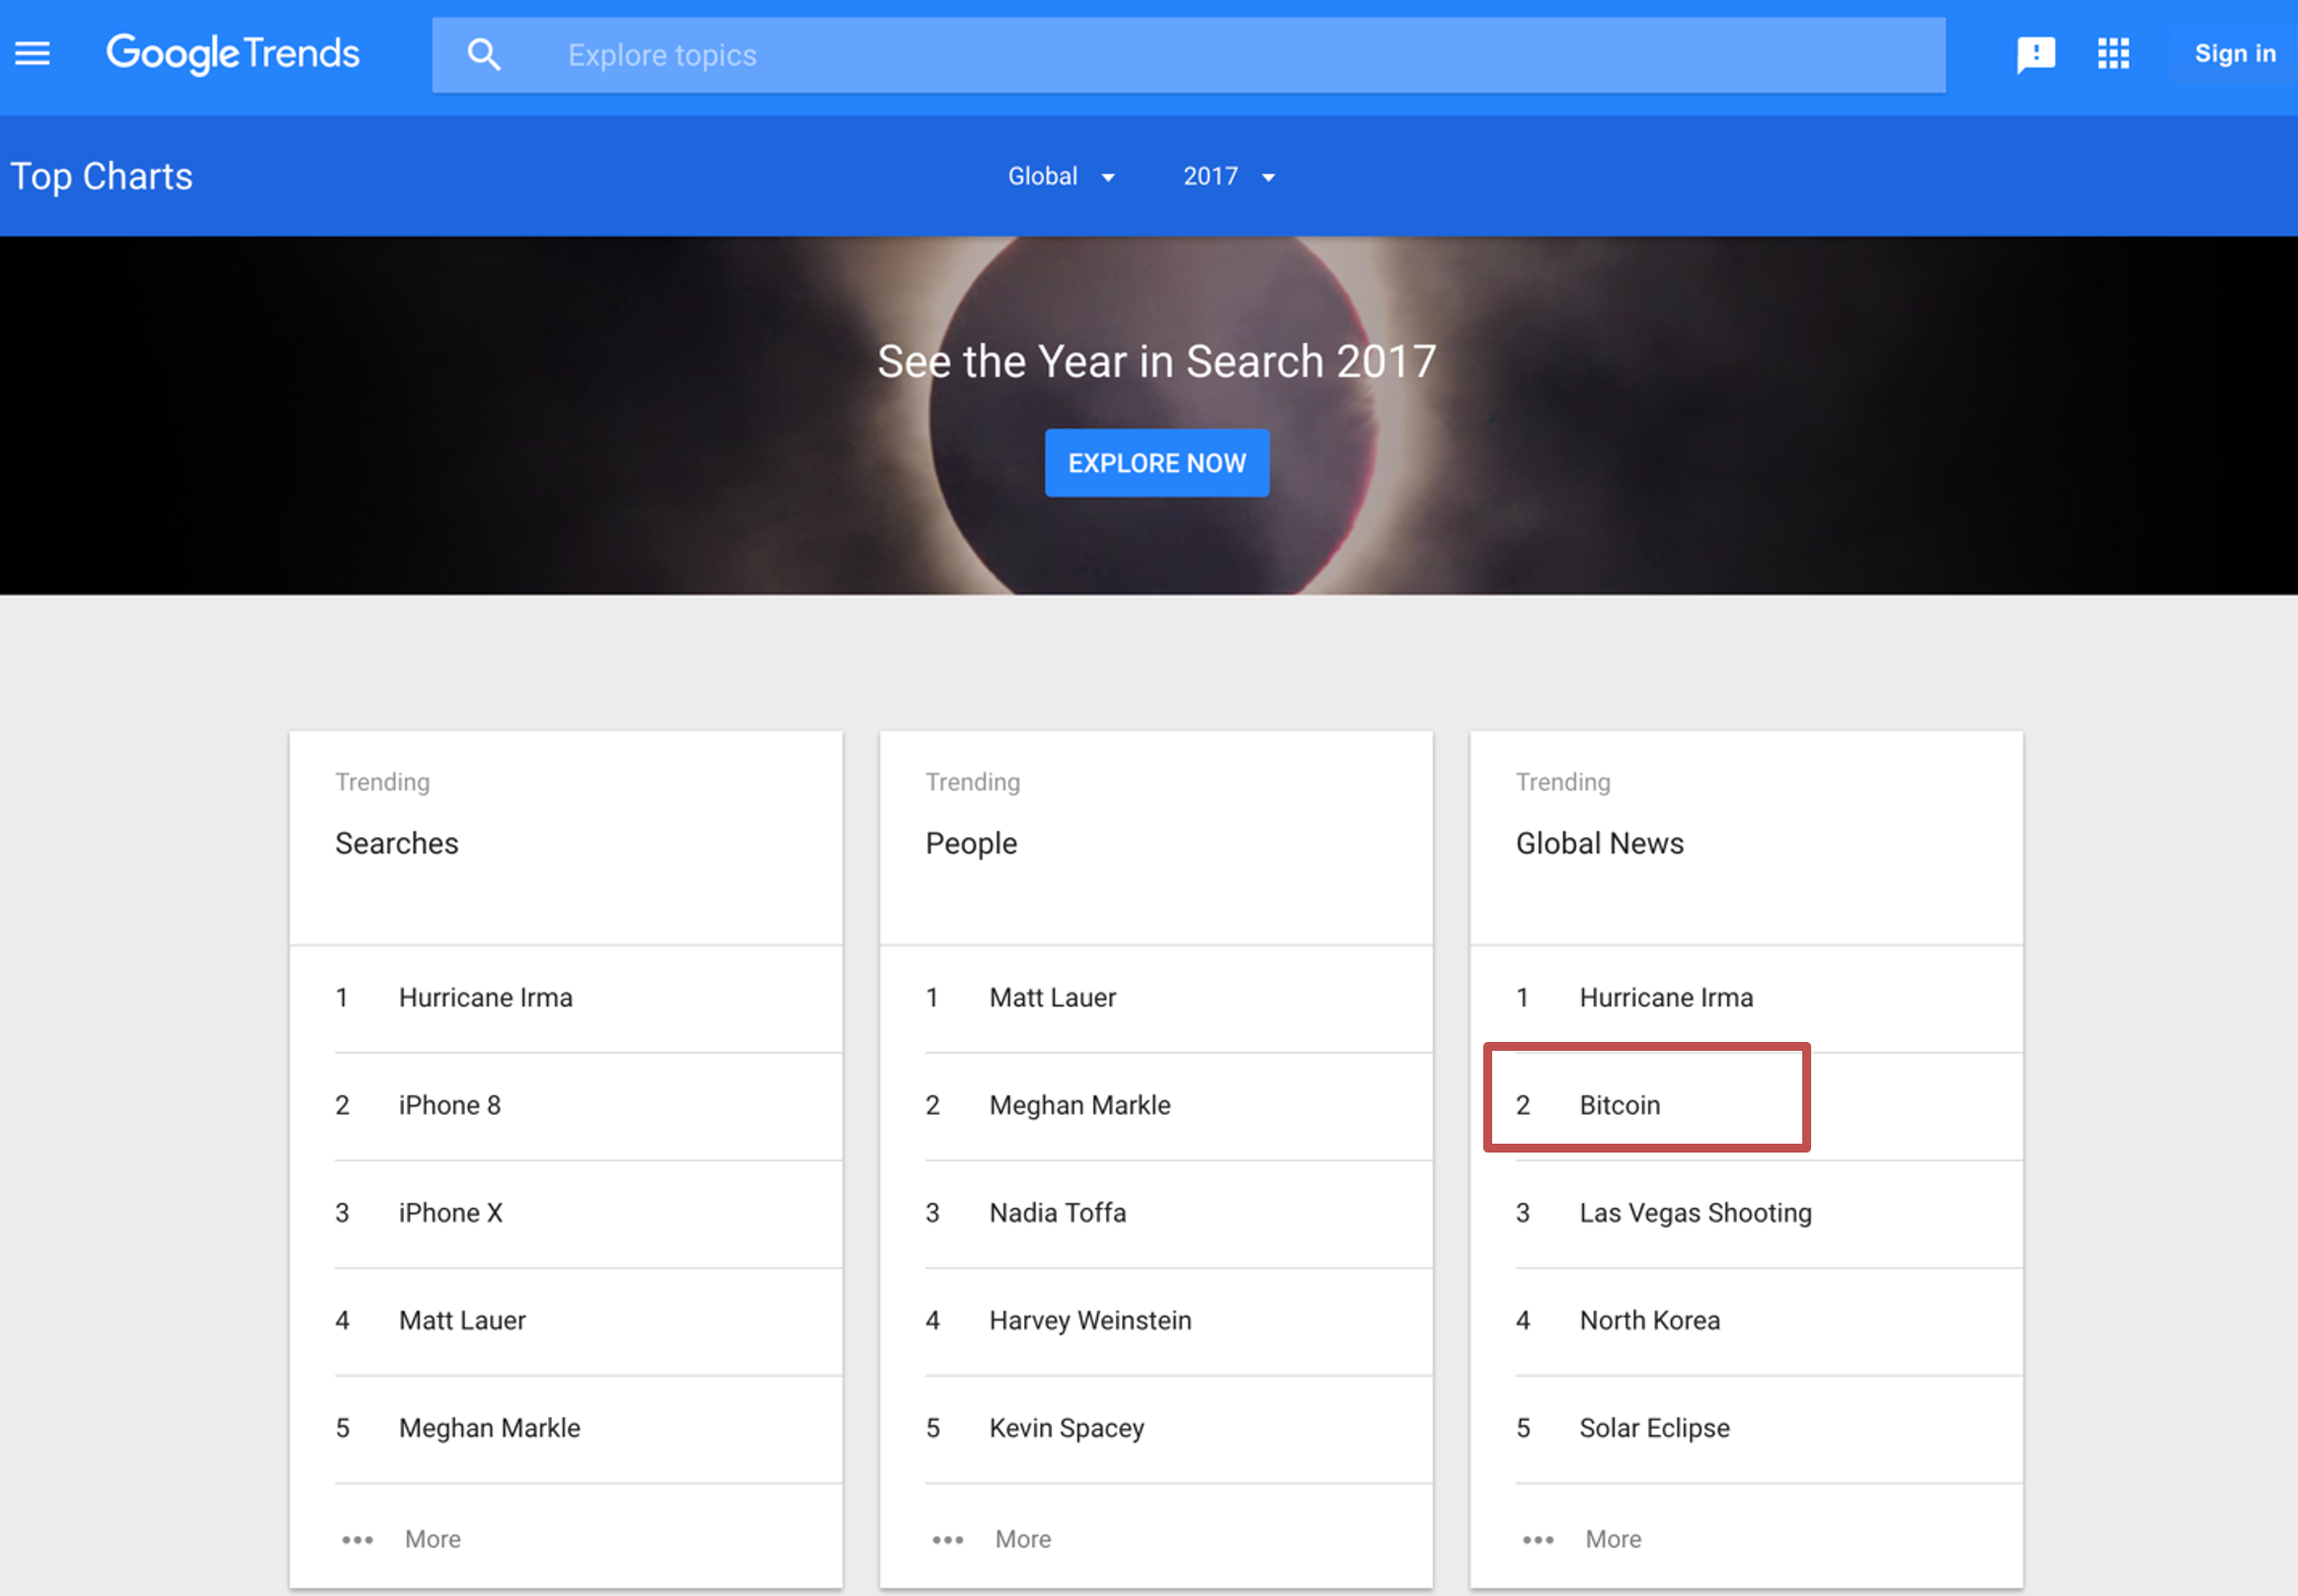 Google Trends
Explore topics
Sign in
Top Charts
Global
2017
See the Year in Search 2017
EXPLORE NOW
Trending
Searches
1 Hurricane Irma
2 iPhone 8
3 iPhone X
4 Matt Lauer
5 Meghan Markle
More
Trending
People
1 Matt Lauer
2 Meghan Markle
3 Nadia Toffa
4 Harvey Weinstein
5 Kevin Spacey
More
Trending
Global News
1 Hurricane Irma
2 Bitcoin
3 Las Vegas Shooting
4 North Korea
5 Solar Eclipse
More